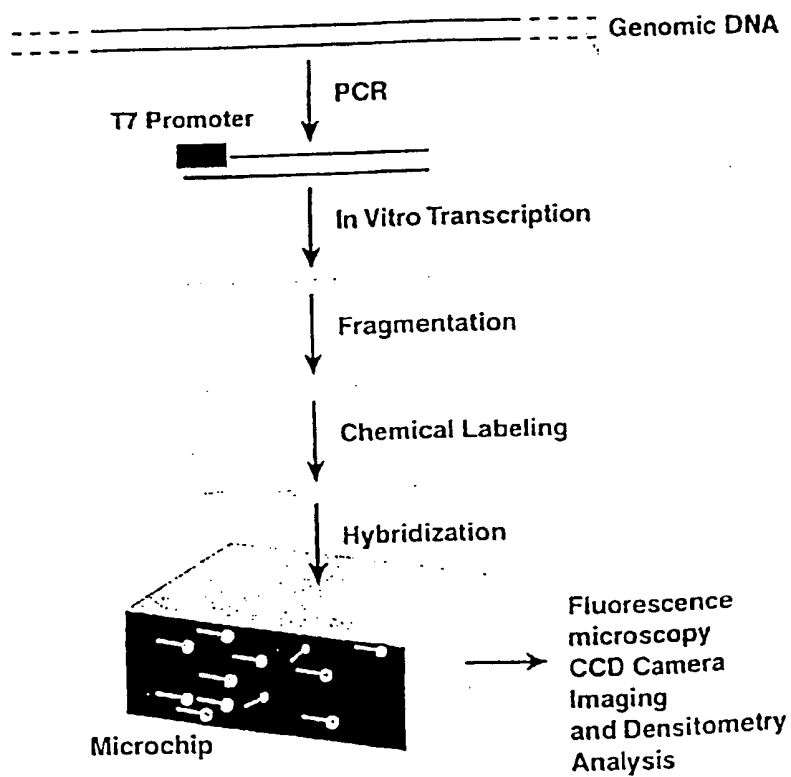 Genomic DNA
PCR
T7 Promoter
In Vitro Transcription
Fragmentation
Chemical Labeling
Hybridization
Fluorescence
microscopy
CCD Camera
Imaging
and Densitometry
Analysis
Microchip